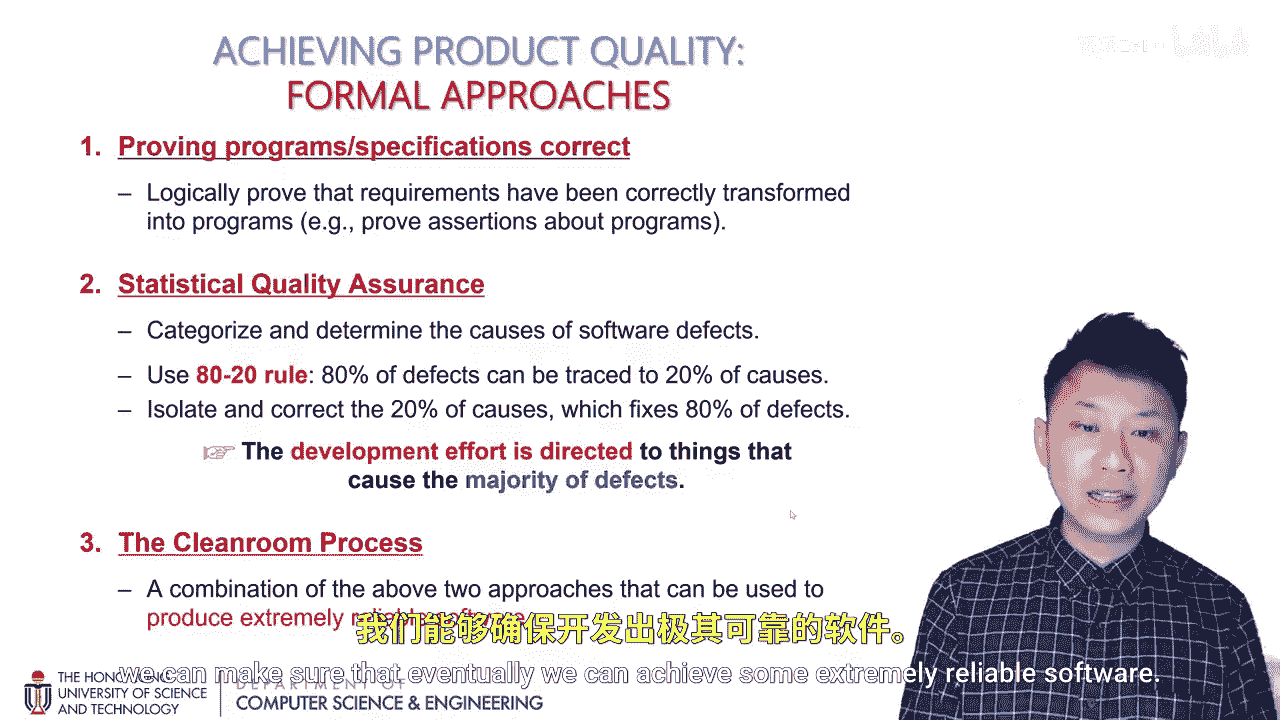 ACHIEVING PRODUCT QUALITY:
FORMAL APPROACHES
1. Proving programs/specifications correct
– Logically prove that requirements have been correctly transformed
into programs (e.g., prove assertions about programs).
2. Statistical Quality Assurance
– Categorize and determine the causes of software defects.
– Use 80-20 rule: 80% of defects can be traced to 20% of causes.
– Isolate and correct the 20% of causes, which fixes 80% of defects.
☞ The development effort is directed to things that
cause the majority of defects.
3. The Cleanroom Process
– A combination of the above two approaches that can be used to
produce extremely
我们能够确保开发出极其可靠的软件。
we can make sure that eventually we can achieve some extremely reliable software.
THE HONG KONG
UNIVERSITY OF SCIENCE
AND TECHNOLOGY
DEPARTMENT OF
COMPUTER SCIENCE & ENGINEERING